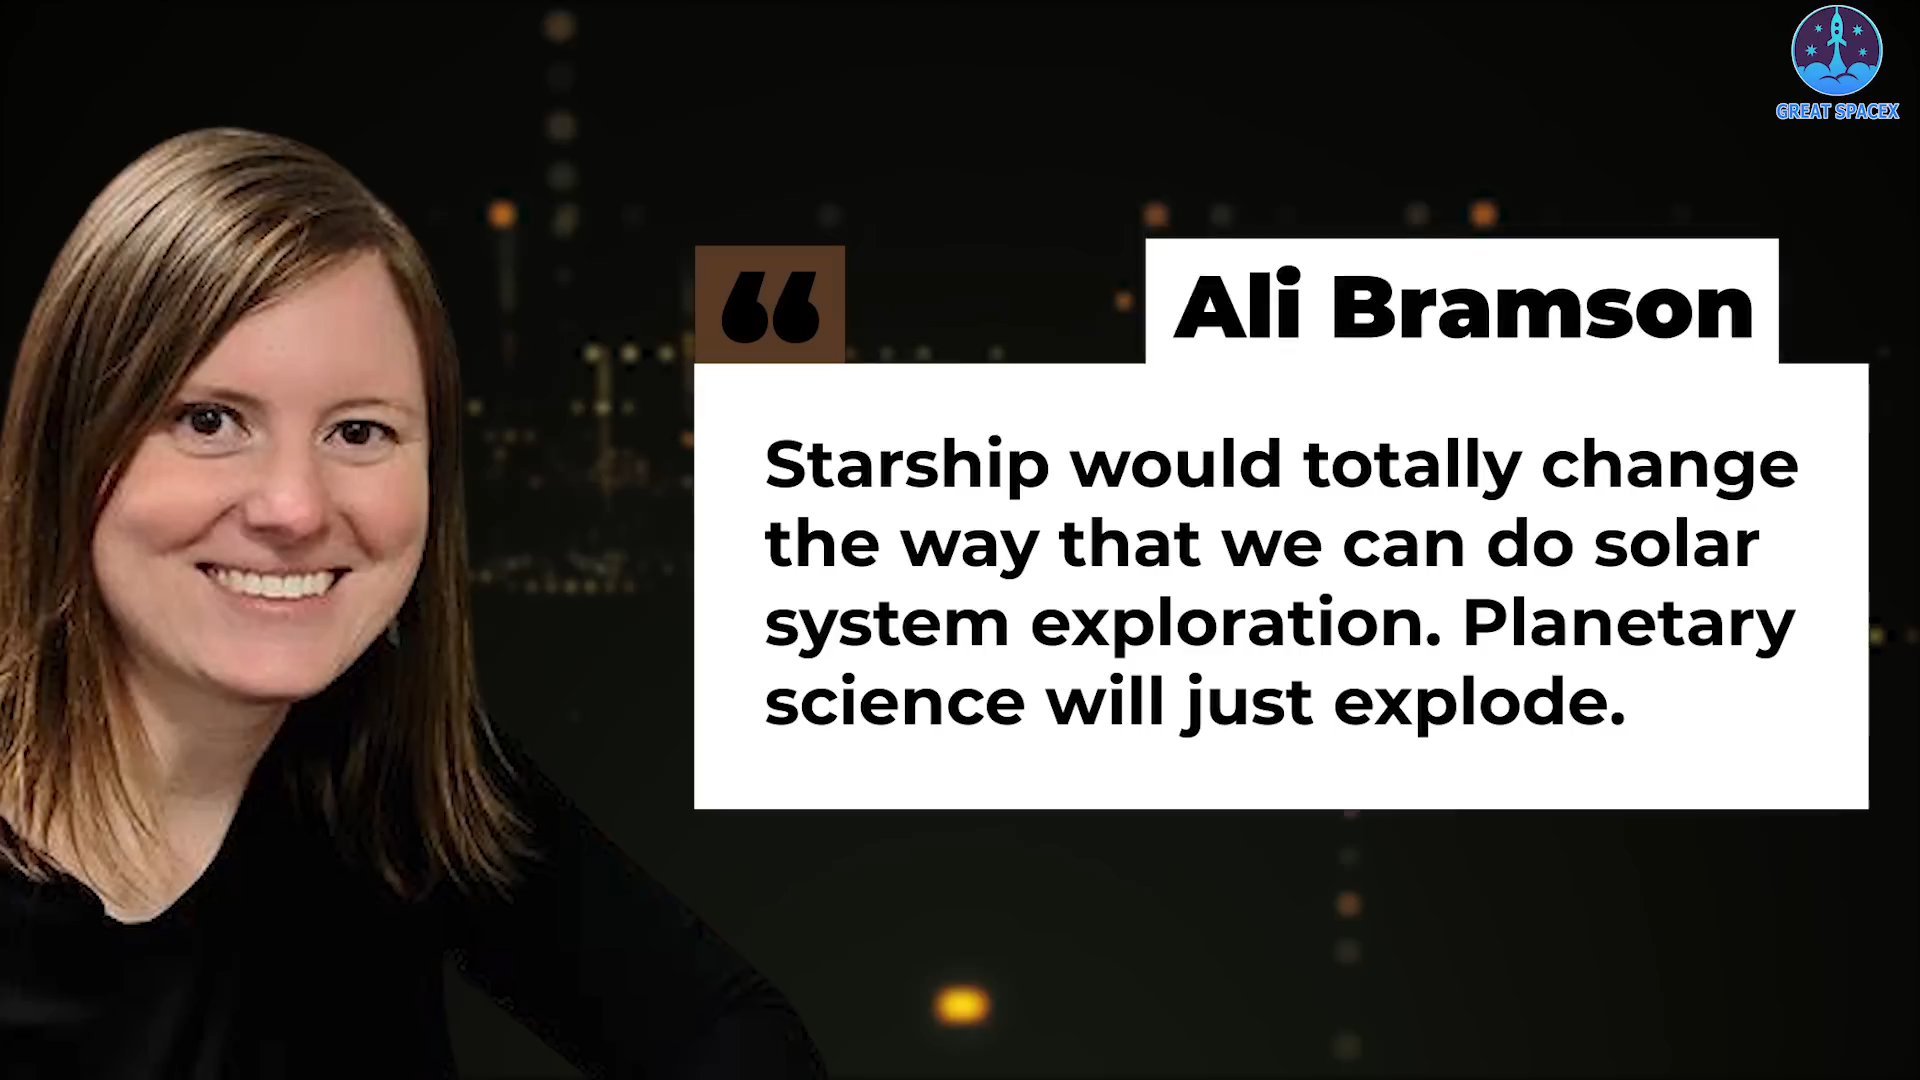 GREAT SPACEX
“
Ali Bramson
Starship would totally change
the way that we can do solar
system exploration. Planetary
science will just explode.